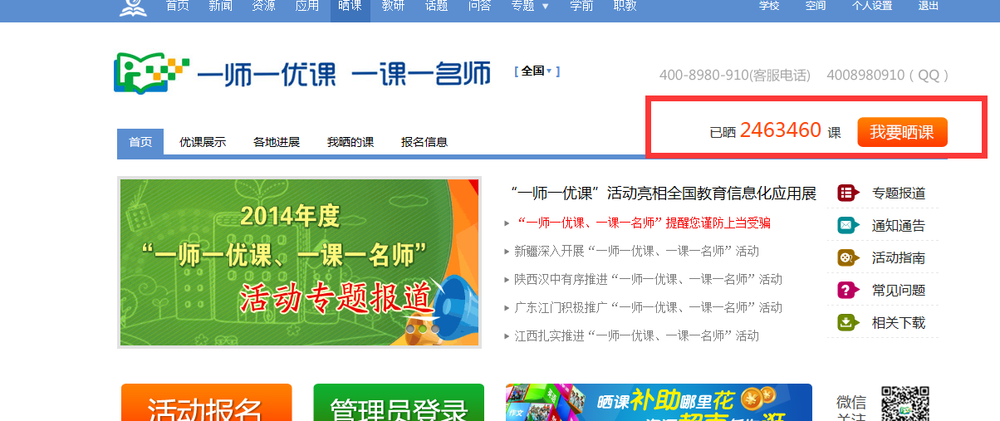 首页 新闻 资源 应用 晒课 教研 话题 问答 专题 学前 职教 学校 空间 个人设置 退出
一师一优课 一课一名师 [ 全国 ] 400-8980-910(客服电话) 4008980910 ( QQ )
已晒 2463460 课 我要晒课
首页 优课展示 各地进展 我晒的课 报名信息
2014年度
“一师一优课、一课一名师”
活动专题报道
“一师一优课”活动亮相全国教育信息化应用展
“一师一优课、一课一名师”提醒您谨防上当受骗
新疆深入开展“一师一优课、一课一名师”活动
陕西汉中有序推进“一师一优课、一课一名师”活动
广东江门积极推广“一师一优课、一课一名师”活动
江西扎实推进“一师一优课、一课一名师”活动
专题报道
通知通告
活动指南
常见问题
相关下载
活动报名
管理员登录
作文
晒课补助哪里花
微信
关注